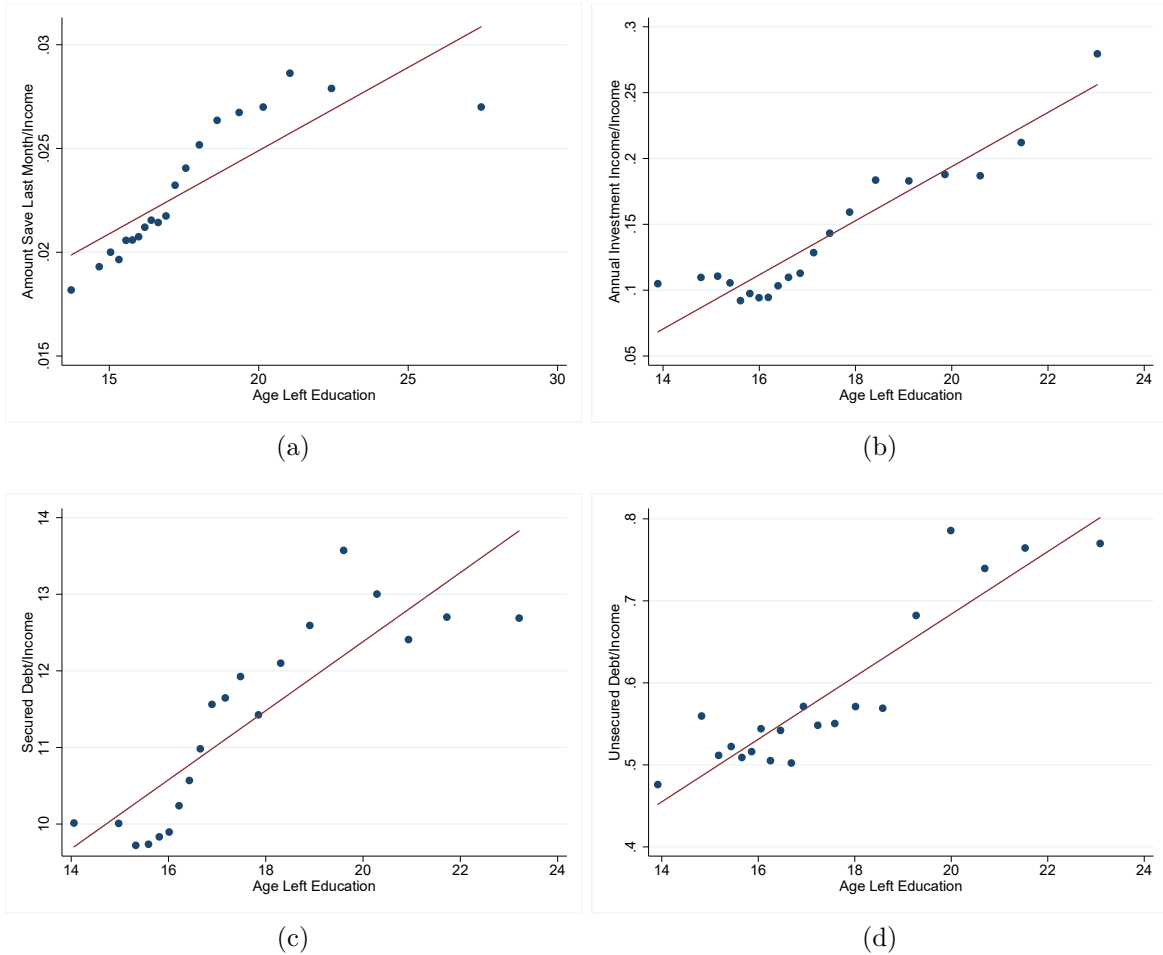 Amount Save Last Month/Income
.03
.025
.02
.015
15 20 25 30
Age Left Education
(a)
Annual Investment Income/Income
.3
.25
.2
.15
.1
.05
14 16 18 20 22 24
Age Left Education
(b)
Secured Debt/Income
14
13
12
11
10
14 16 18 20 22 24
Age Left Education
(c)
Unsecured Debt/Income
.8
.7
.6
.5
.4
14 16 18 20 22 24
Age Left Education
(d)